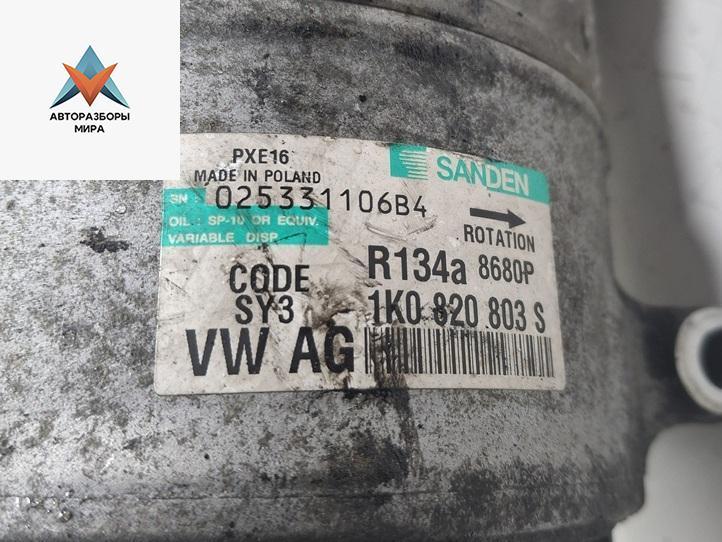 АВТОРАЗБОРЫ
МИРА
PXE16
MADE IN POLAND
SANDEN
SN : 025331106B4
OIL : SP-10 OR EQUIV.
VARIABLE DISP.
ROTATION
CODE
SY3
R134a 8680P
1K0 820 803 S
VW AG